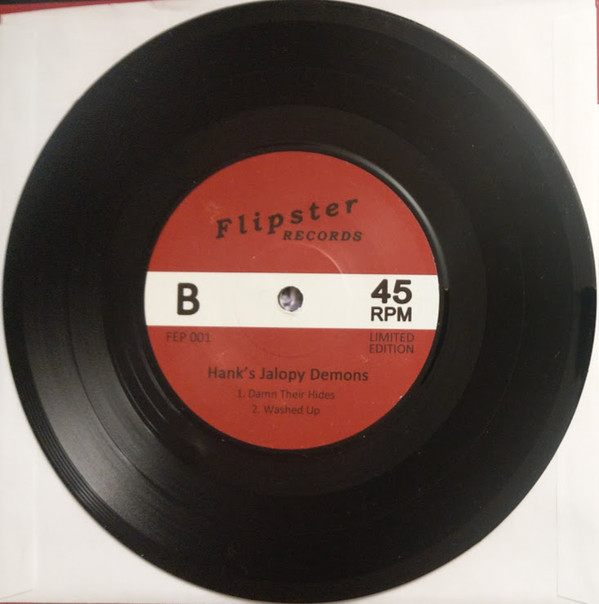 Flipster
RECORDS
B
45
RPM
FEP 001
LIMITED
EDITION
Hank's Jalopy Demons
1. Damn Their Hides
2. Washed Up